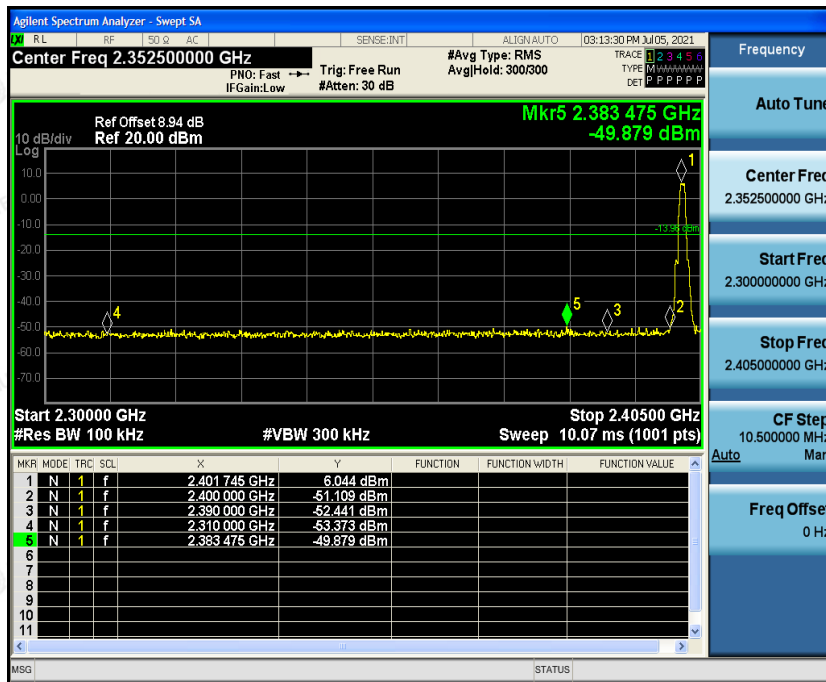 Agilent Spectrum Analyzer - Swept SA
LXI RL RF 50 Ω AC SENSE:INT ALIGN AUTO 03:13:30 PM Jul 05, 2021
Center Freq 2.352500000 GHz
PNO: Fast
IFGain:Low
Trig: Free Run
#Atten: 30 dB
#Avg Type: RMS
Avg|Hold: 300/300
TRACE 1 2 3 4 5 6
TYPE M W W W W W
DET P P P P P P
Mkr5 2.383 475 GHz
-49.879 dBm
Ref Offset 8.94 dB
Ref 20.00 dBm
10 dB/div
Log
10.0
0.00
-10.0
-20.0
-30.0
-40.0
-50.0
-60.0
-70.0
-13.96 dBm
1
2
3
4
5
Start 2.30000 GHz
Stop 2.40500 GHz
#Res BW 100 kHz
#VBW 300 kHz
Sweep 10.07 ms (1001 pts)
MKR MODE TRC SCL X Y FUNCTION FUNCTION WIDTH FUNCTION VALUE
1 N 1 f 2.401 745 GHz 6.044 dBm
2 N 1 f 2.400 000 GHz -51.109 dBm
3 N 1 f 2.390 000 GHz -52.441 dBm
4 N 1 f 2.310 000 GHz -53.373 dBm
5 N 1 f 2.383 475 GHz -49.879 dBm
6
7
8
9
10
11
MSG
STATUS
Frequency
Auto Tune
Center Freq
2.352500000 GHz
Start Freq
2.300000000 GHz
Stop Freq
2.405000000 GHz
CF Step
10.500000 MHz
Auto Man
Freq Offset
0 Hz